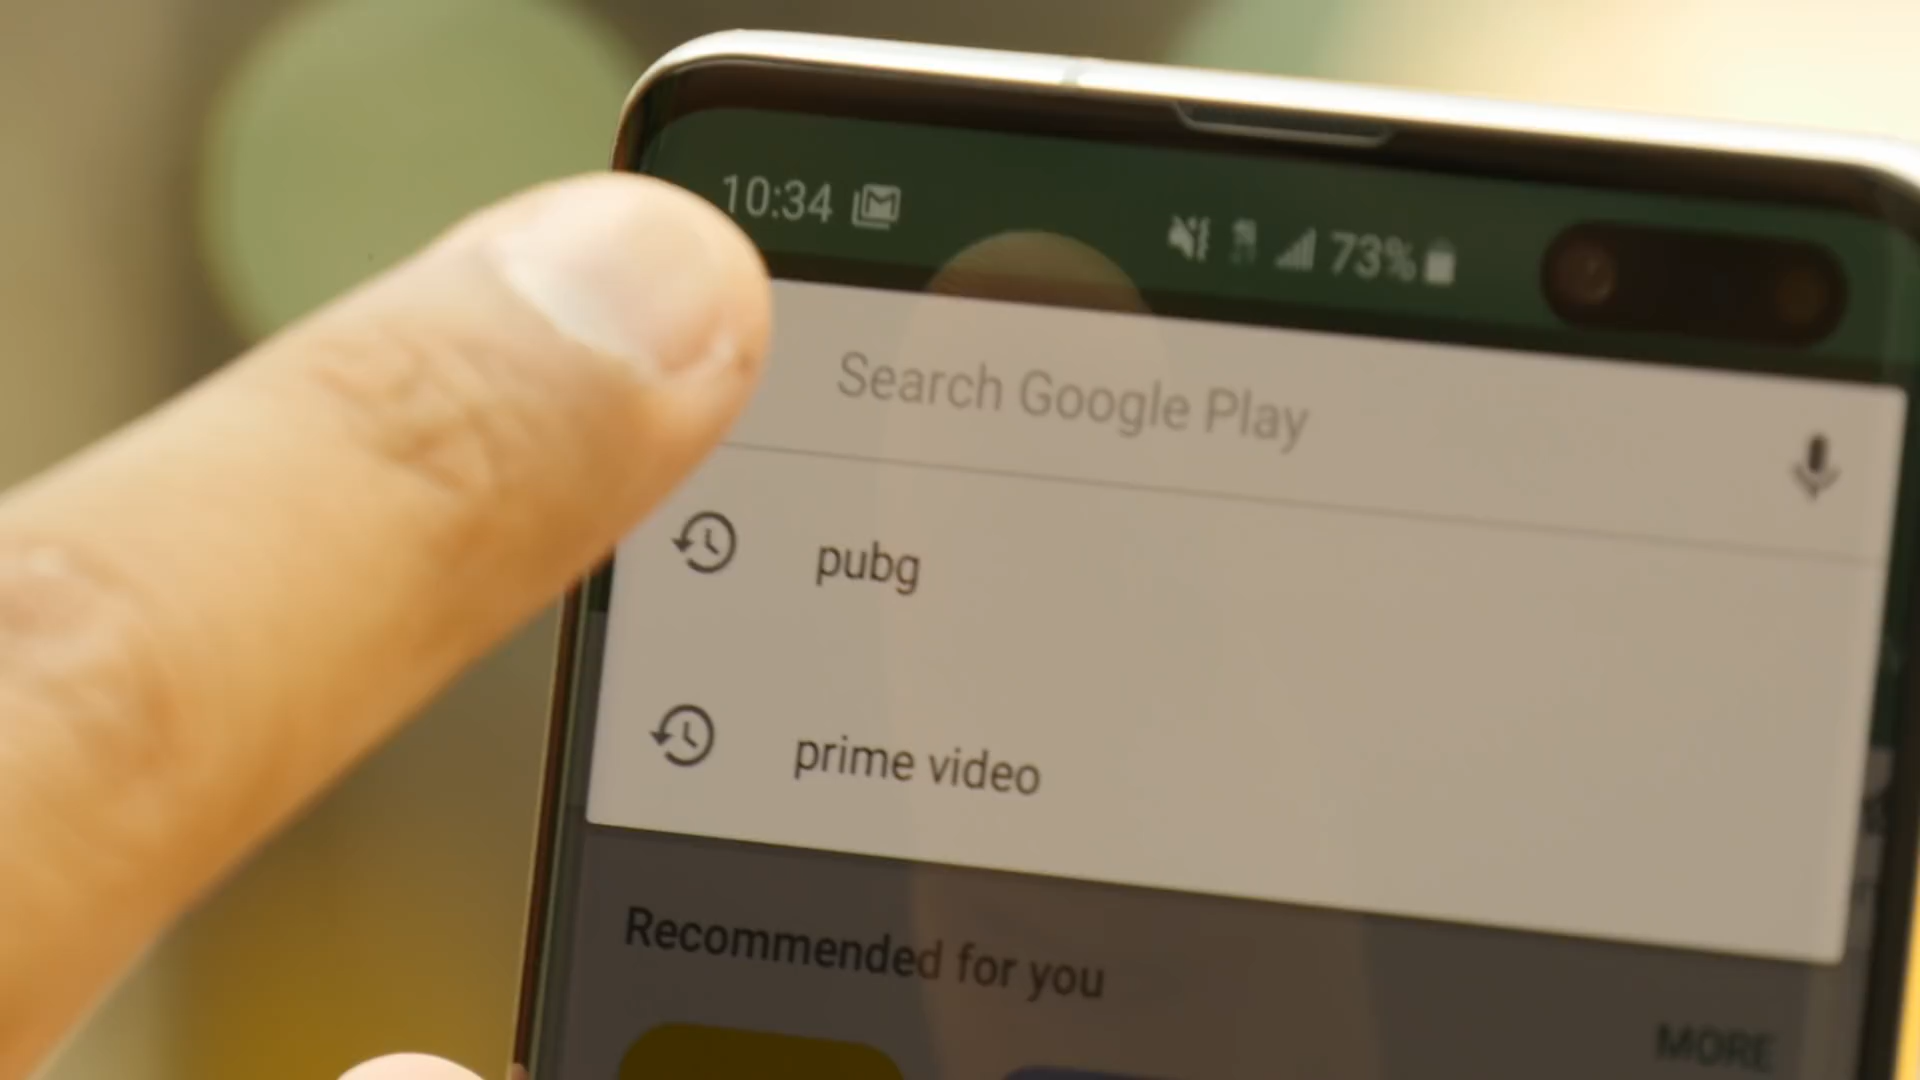 10:34 73%
Search Google Play
pubg
prime video
Recommended for you
MORE